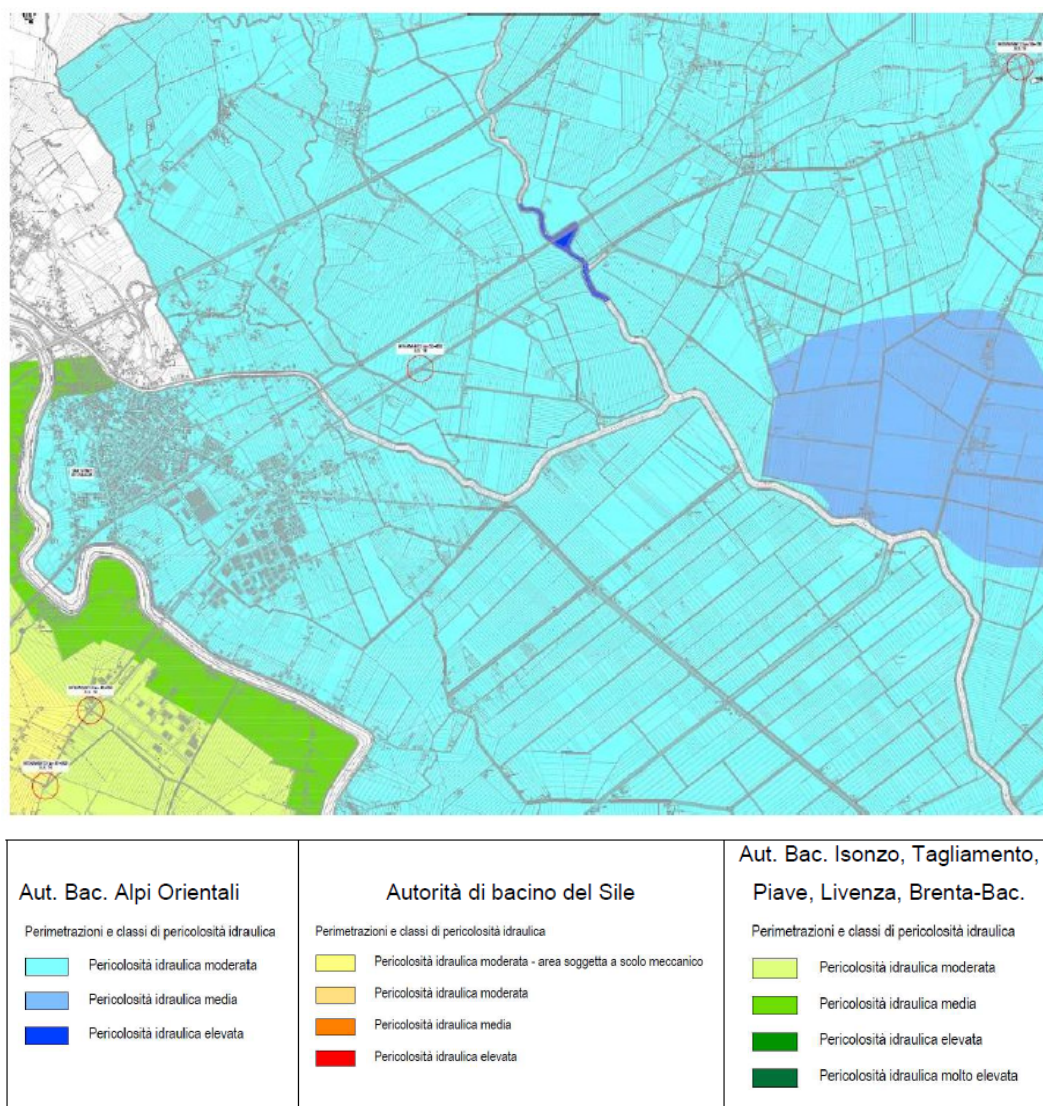 Aut. Bac. Alpi Orientali
Perimetrazioni e classi di pericolosità idraulica
Pericolosità idraulica moderata
Pericolosità idraulica media
Pericolosità idraulica elevata
Autorità di bacino del Sile
Perimetrazioni e classi di pericolosità idraulica
Pericolosità idraulica moderata - area soggetta a scolo meccanico
Pericolosità idraulica moderata
Pericolosità idraulica media
Pericolosità idraulica elevata
Aut. Bac. Isonzo, Tagliamento,
Piave, Livenza, Brenta-Bac.
Perimetrazioni e classi di pericolosità idraulica
Pericolosità idraulica moderata
Pericolosità idraulica media
Pericolosità idraulica elevata
Pericolosità idraulica molto elevata